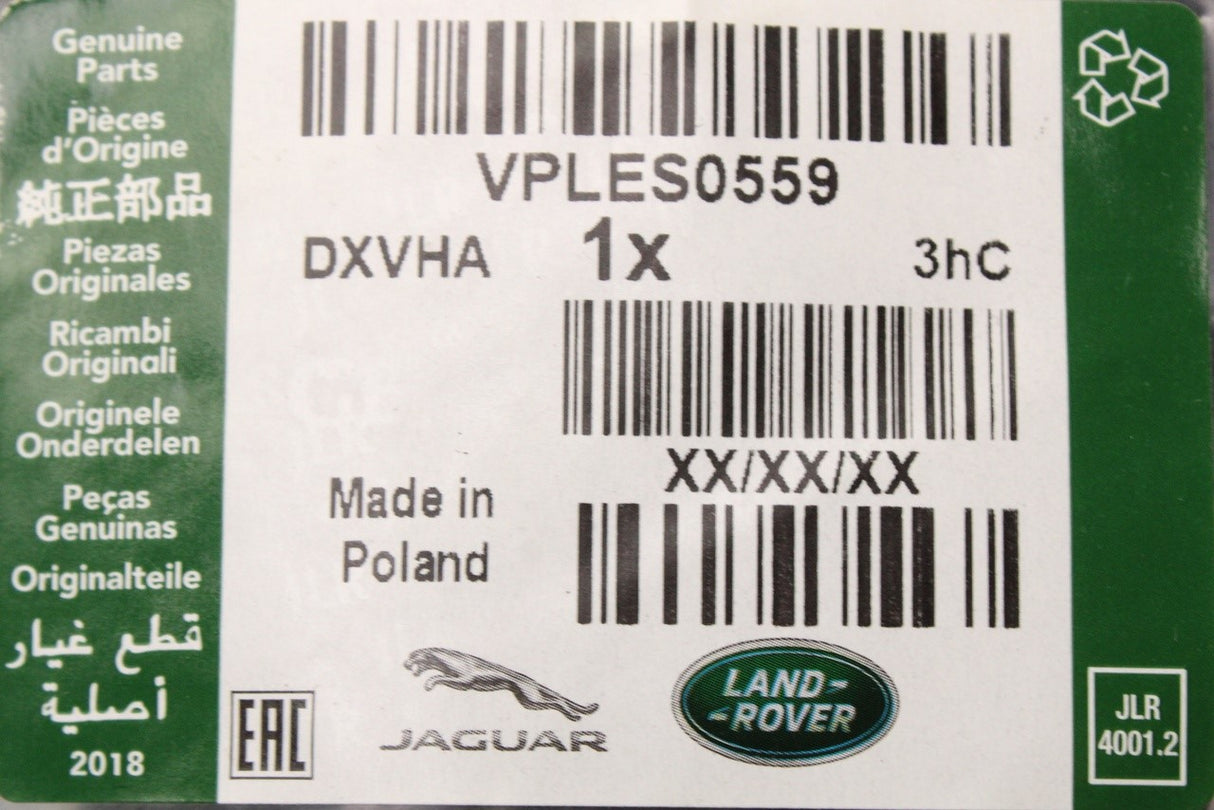 Genuine
Parts
Pièces
d'Origine
純正部品
Piezas
Originales
Ricambi
Originali
Originele
Onderdelen
Peças
Genuinas
Originalteile
قطع غيار
أصلية
2018
VPLES0559
DXVHA 1x 3hC
XX/XX/XX
Made in
Poland
EAC
JAGUAR
LAND-
-ROVER
JLR
4001.2